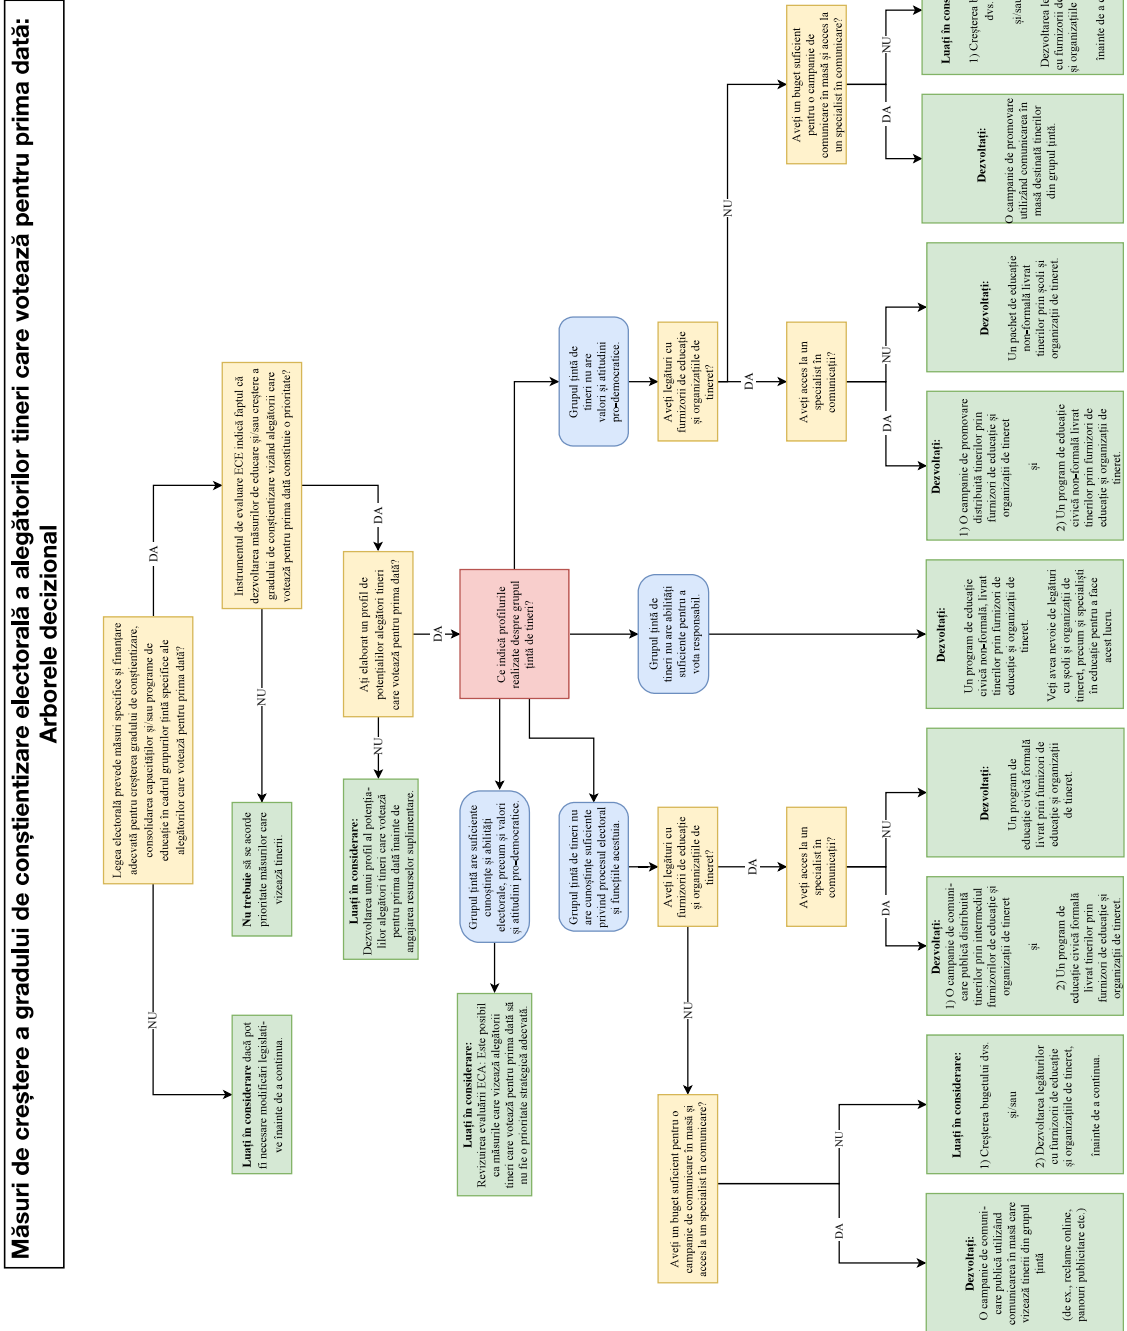 Măsuri de creștere a gradului de conștientizare electorală a alegătorilor tineri care votează pentru prima dată:
Arborele decizional
Legea electorală prevede măsuri specifice și finanțare
adecvată pentru creșterea gradului de conștientizare,
consolidarea capacităților și/sau programe de
educație în cadrul grupurilor țintă specifice ale
alegătorilor care votează pentru prima dată?
NU
DA
Luați în considerare dacă pot
fi necesare modificări legislati-
ve înainte de a continua.
Instrumentul de evaluare ECE indică faptul că
dezvoltarea măsurilor de educare și/sau creștere a
gradului de conștientizare vizând alegătorii care
votează pentru prima dată constituie o prioritate?
NU
DA
Nu trebuie să se acorde
prioritate măsurilor care
vizează tinerii.
Ați elaborat un profil de
potențialilor alegători tineri
care votează pentru prima dată?
NU
DA
Luați în considerare:
Dezvoltarea unui profil al potenția-
lilor alegători tineri care votează
pentru prima dată înainte de
angajarea resurselor suplimentare.
Ce indică profilurile
realizate despre grupul
țintă de tineri?
Grupul țintă are suficiente
cunoștințe și abilități
electorale, precum și valori
și atitudini pro-democratice.
Luați în considerare:
Revizuirea evaluării ECA: Este posibil
ca măsurile care vizează alegătorii
tineri care votează pentru prima dată să
nu fie o prioritate strategică adecvată.
Grupul țintă de tineri nu
are cunoștințe suficiente
privind procesul electoral
și funcțiile acestuia.
Grupul țintă de
tineri nu are abilități
suficiente pentru a
vota responsabil.
Grupul țintă de
tineri nu are
valori și atitudini
pro-democratice.
Aveți legături cu
furnizorii de educație
și organizațiile de
tineret?
NU
DA
Aveți un buget suficient pentru o
campanie de comunicare în masă și
acces la un specialist în comunicare?
DA
NU
Aveți acces la un
specialist în
comunicații?
DA
NU
Aveți legături cu
furnizorii de educație
și organizațiile de
tineret?
DA
NU
Aveți acces la un
specialist în
comunicații?
DA
NU
Aveți un buget suficient
pentru o campanie de
comunicare în masă și acces la
un specialist în comunicare?
DA
NU
Dezvoltați:
O campanie de comuni-
care publică utilizând
comunicarea în masă care
vizează tinerii din grupul
țintă
(de ex., reclame online,
panouri publicitare etc.)
Luați în considerare:
1) Creșterea bugetului dvs.
și/sau
2) Dezvoltarea legăturilor
cu furnizorii de educație
și organizațiile de tineret,
înainte de a continua.
Dezvoltați:
1) O campanie de comuni-
care publică distribuită
tinerilor prin intermediul
furnizorilor de educație și
organizații de tineret
și
2) Un program de
educație civică formală
livrat tinerilor prin
furnizori de educație și
organizații de tineret.
Dezvoltați:
Un program de
educație civică formală
livrat prin furnizori de
educație și organizații
de tineret.
Dezvoltați:
Un program de educație
civică non-formală, livrat
tinerilor prin furnizori de
educație și organizații de
tineret.
Veți avea nevoie de legături
cu școli și organizații de
tineret, precum și specialiști
în educație pentru a face
acest lucru.
Dezvoltați:
1) O campanie de promovare
distribuită tinerilor prin
furnizori de educație și
organizații de tineret
și
2) Un program de educație
civică non-formală livrat
tinerilor prin furnizori de
educație și organizații de
tineret.
Dezvoltați:
Un pachet de educație
non-formală livrat
tinerilor prin școli și
organizații de tineret.
Dezvoltați:
O campanie de promovare
utilizând comunicarea în
masă destinată tinerilor
din grupul țintă.
Luați în
1) Creșterea
dvs.
Dezvoltarea
cu furnizorii de
și organizațiile
înainte de a